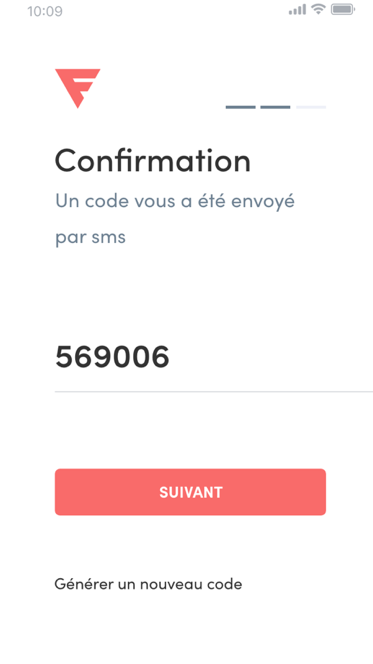 10:09
Confirmation
Un code vous a été envoyé
par sms
569006
SUIVANT
Générer un nouveau code